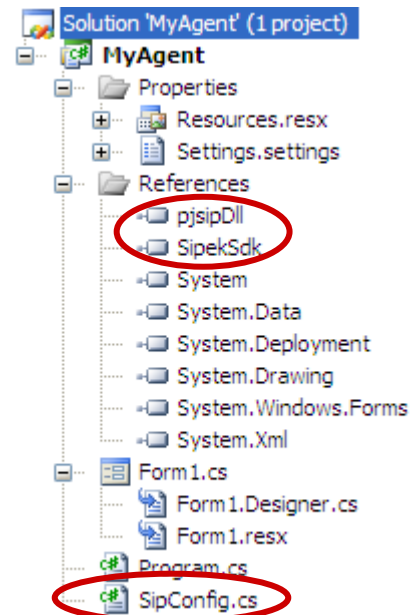 Solution 'MyAgent' (1 project)
MyAgent
Properties
Resources.resx
Settings.settings
References
pjsipDll
SipekSdk
System
System.Data
System.Deployment
System.Drawing
System.Windows.Forms
System.Xml
Form1.cs
Form1.Designer.cs
Form1.resx
Program.cs
SipConfig.cs